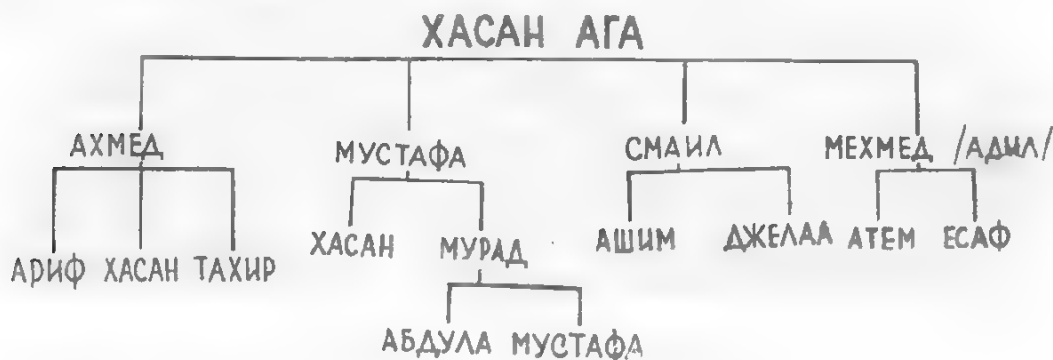 ХАСАН АГА
АХМЕД МУСТАФА СМАИЛ МЕХМЕД /АДИЛ/
АРИФ ХАСАН ТАХИР ХАСАН МУРАД АШИМ ДЖЕЛАА АТЕМ ЕСАФ
АБДУЛА МУСТАФА